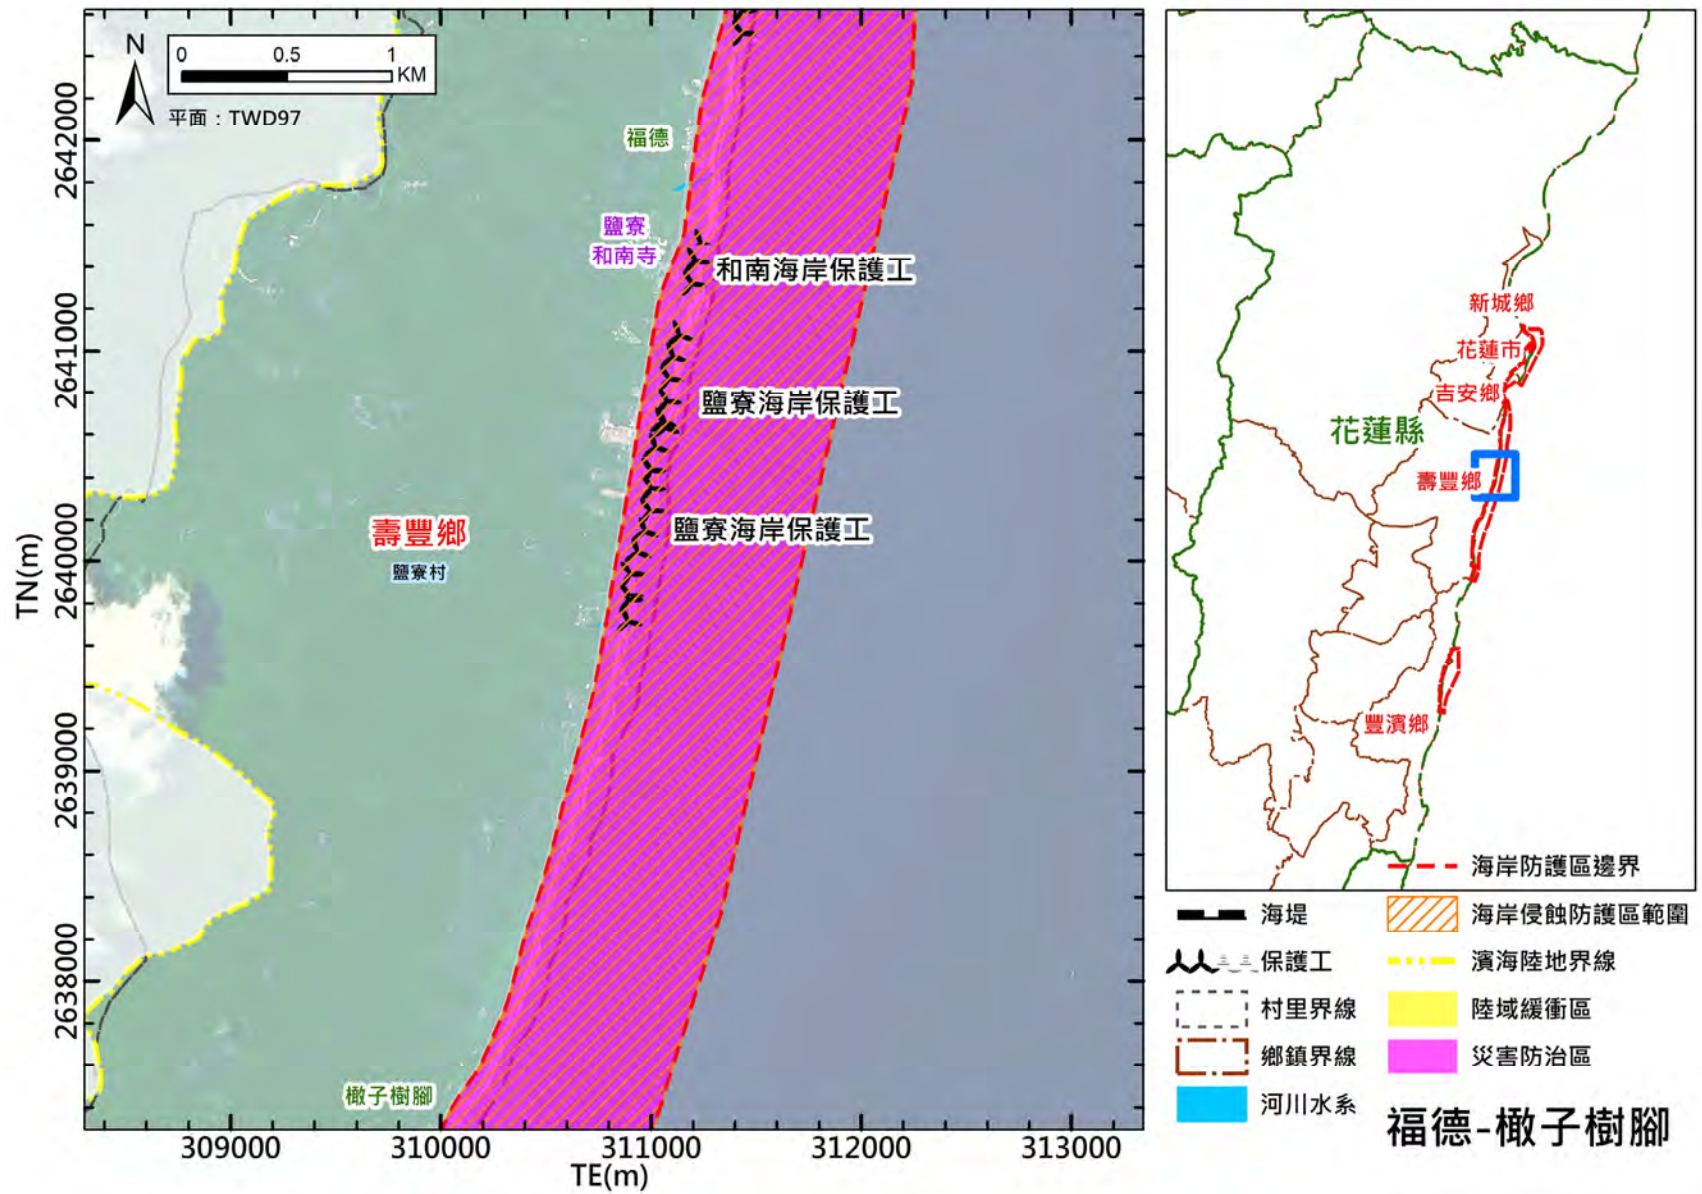 N
0 0.5 1
KM
平面：TWD97
福德
鹽寮
和南寺
和南海岸保護工
鹽寮海岸保護工
鹽寮海岸保護工
壽豐鄉
鹽寮村
橄子樹腳
TN(m)
2642000
2641000
2640000
2639000
2638000
309000 310000 311000 312000 313000
TE(m)
新城鄉
花蓮市
吉安鄉
花蓮縣
壽豐鄉
豐濱鄉
海岸防護區邊界
海堤
海岸侵蝕防護區範圍
保護工
濱海陸地界線
村里界線
陸域緩衝區
鄉鎮界線
災害防治區
河川水系
福德-橄子樹腳